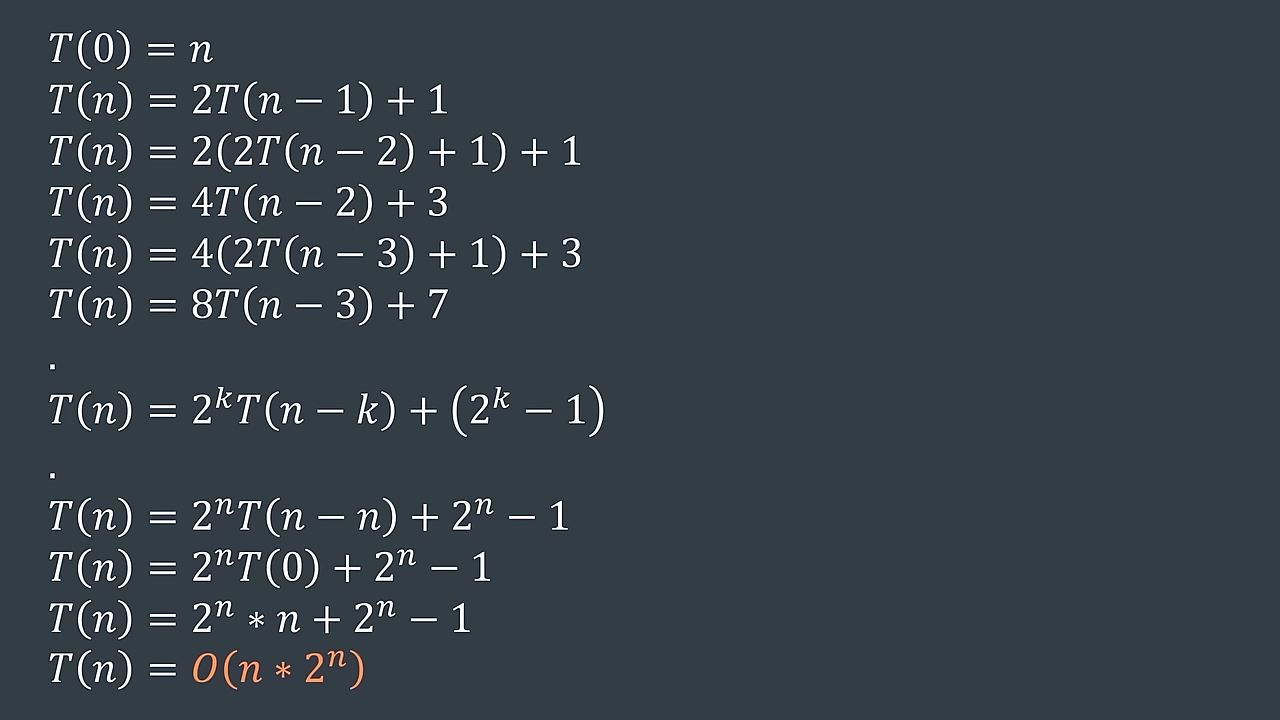 T(0) = n
T(n) = 2T(n − 1) + 1
T(n) = 2(2T(n − 2) + 1) + 1
T(n) = 4T(n − 2) + 3
T(n) = 4(2T(n − 3) + 1) + 3
T(n) = 8T(n − 3) + 7
.
T(n) = 2^k T(n − k) + (2^k − 1)
.
T(n) = 2^n T(n − n) + 2^n − 1
T(n) = 2^n T(0) + 2^n − 1
T(n) = 2^n ∗ n + 2^n − 1
T(n) = O(n ∗ 2^n)